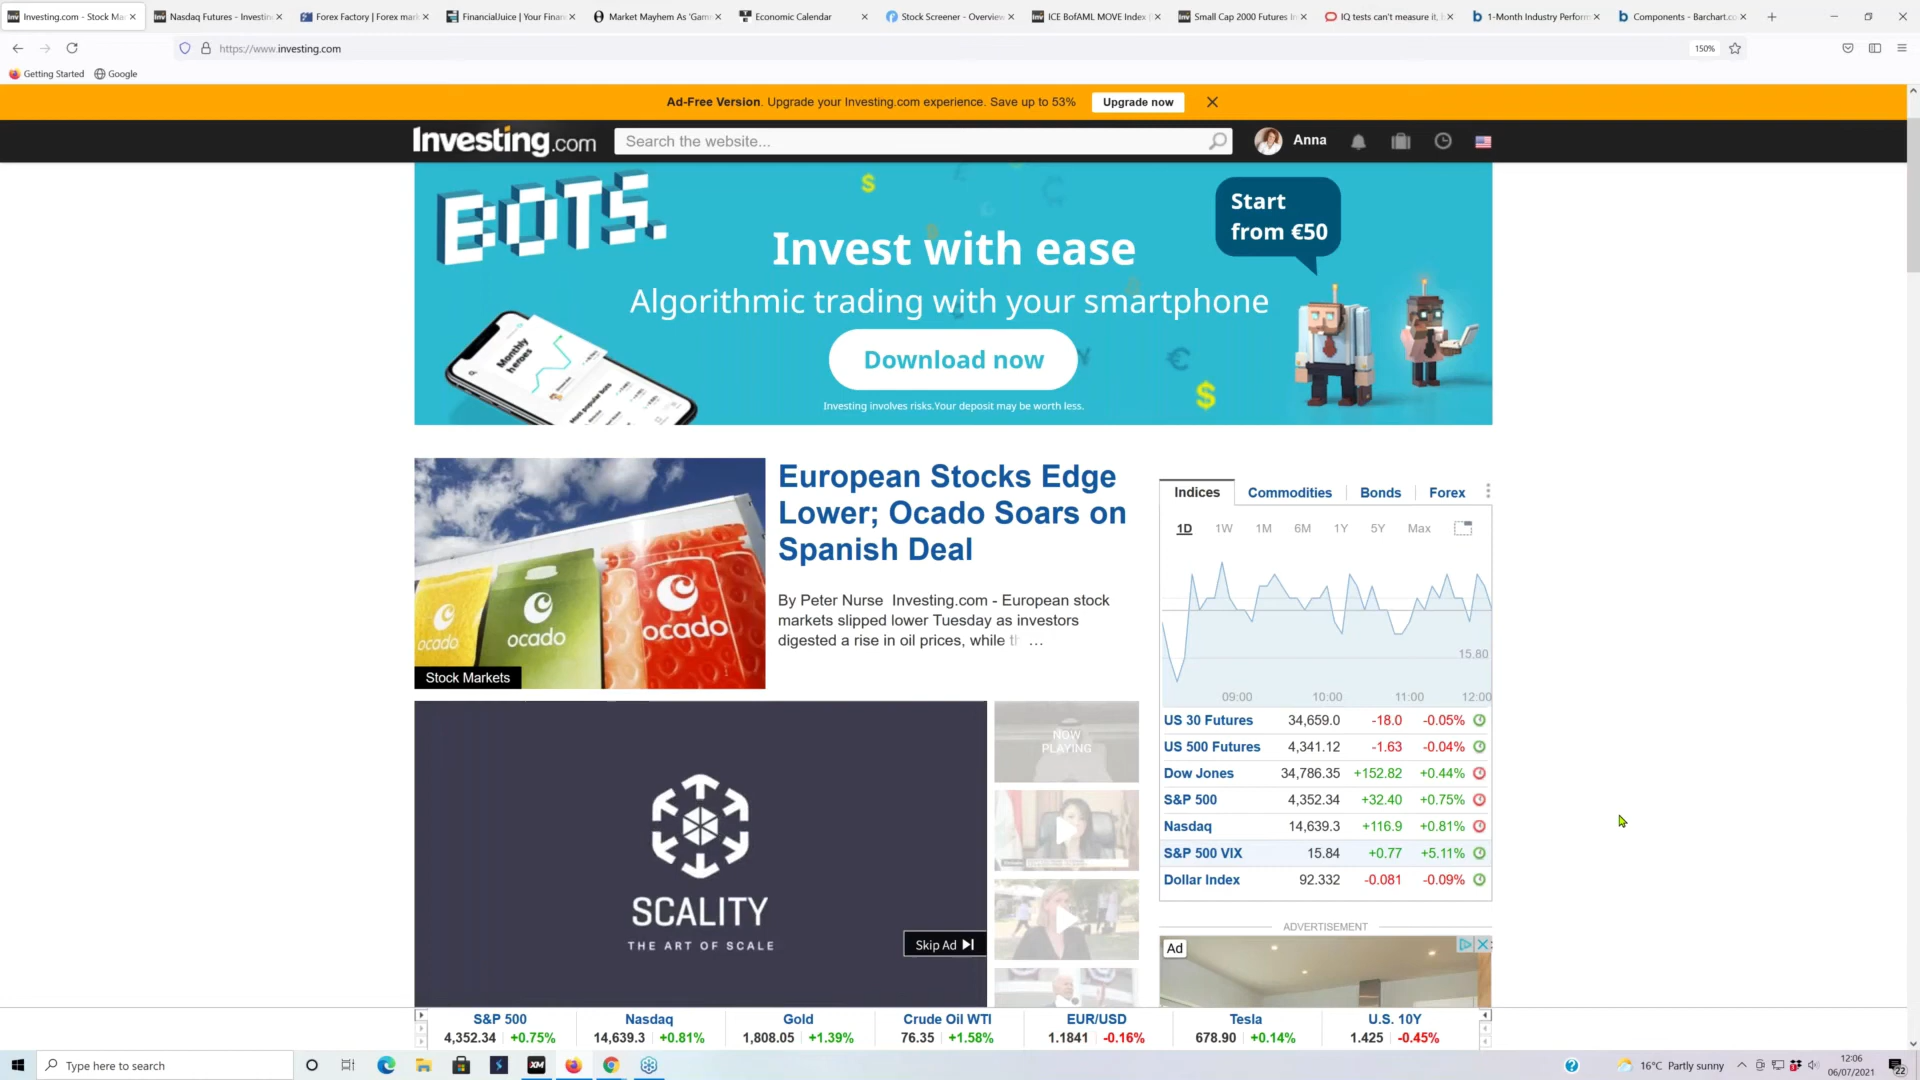 Investing.com - Stock Ma
Nasdaq Futures - Investin
Forex Factory | Forex mark
FinancialJuice | Your Finan
Market Mayhem As 'Gam
Economic Calendar
Stock Screener - Overview
ICE BofAML MOVE Index
Small Cap 2000 Futures In
IQ tests can't measure it,
1-Month Industry Perform
Components - Barchart.co
https://www.investing.com
150%
Getting Started
Google
Ad-Free Version. Upgrade your Investing.com experience. Save up to 53%
Upgrade now
Investing.com
Search the website...
Anna
BOTS.
Invest with ease
Algorithmic trading with your smartphone
Download now
Investing involves risks.Your deposit may be worth less.
Start
from €50
Monthly
heroes
European Stocks Edge
Lower; Ocado Soars on
Spanish Deal
By Peter Nurse Investing.com - European stock
markets slipped lower Tuesday as investors
digested a rise in oil prices, while th ...
ocado
ocado
ocado
Stock Markets
Indices
Commodities
Bonds
Forex
1D 1W 1M 6M 1Y 5Y Max
15.80
09:00 10:00 11:00 12:00
US 30 Futures 34,659.0 -18.0 -0.05%
US 500 Futures 4,341.12 -1.63 -0.04%
Dow Jones 34,786.35 +152.82 +0.44%
S&P 500 4,352.34 +32.40 +0.75%
Nasdaq 14,639.3 +116.9 +0.81%
S&P 500 VIX 15.84 +0.77 +5.11%
Dollar Index 92.332 -0.081 -0.09%
SCALITY
THE ART OF SCALE
Skip Ad
NOW
PLAYING
ADVERTISEMENT
Ad
S&P 500 Nasdaq Gold Crude Oil WTI EUR/USD Tesla U.S. 10Y
4,352.34 +0.75% 14,639.3 +0.81% 1,808.05 +1.39% 76.35 +1.58% 1.1841 -0.16% 678.90 +0.14% 1.425 -0.45%
Type here to search
XM
16°C Partly sunny
12:06
06/07/2021
22